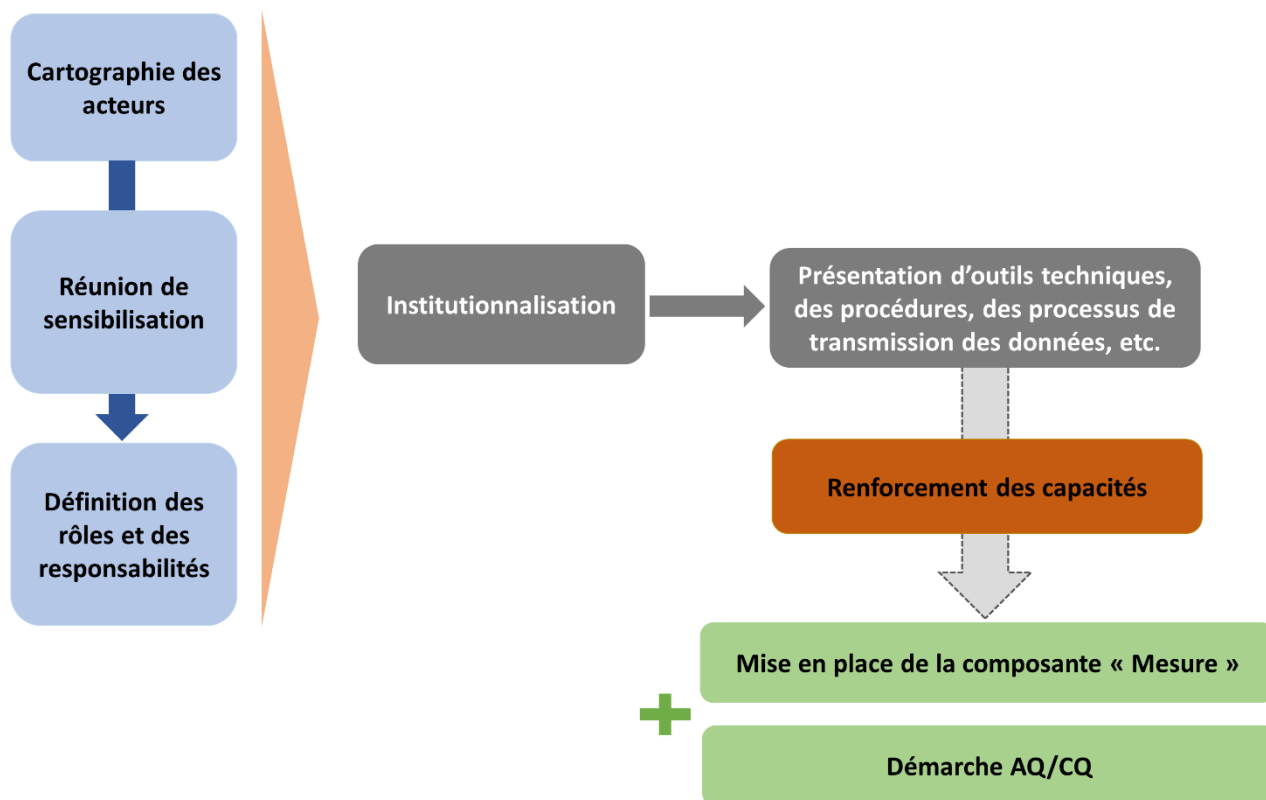 Cartographie des
acteurs
Réunion de
sensibilisation
Définition des
rôles et des
responsabilités
Institutionnalisation
Présentation d’outils techniques,
des procédures, des processus de
transmission des données, etc.
Renforcement des capacités
Mise en place de la composante « Mesure »
Démarche AQ/CQ